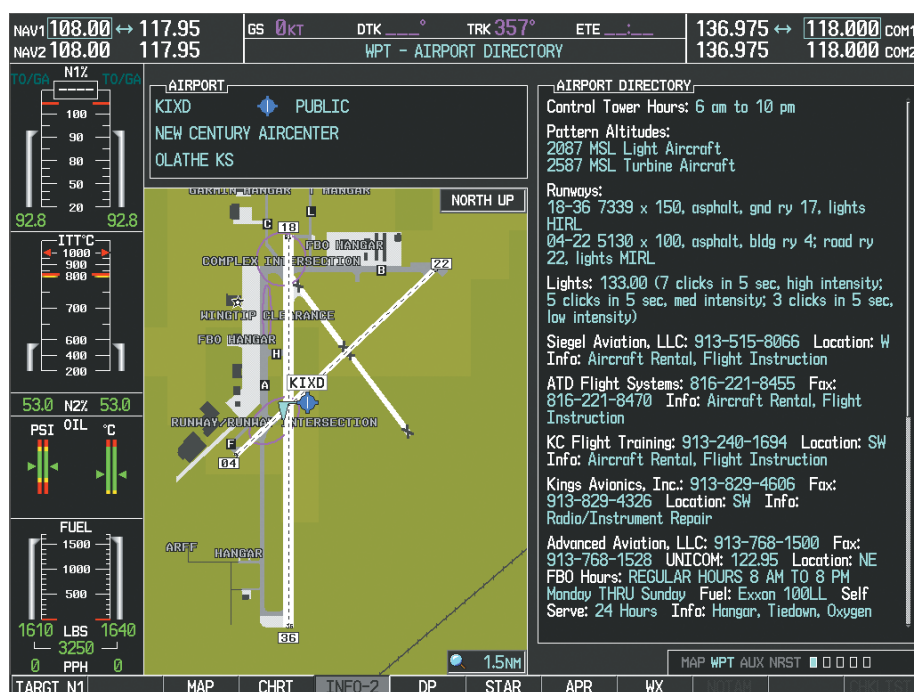 NAV1 108.00 ↔ 117.95
NAV2 108.00 117.95
GS 0KT DTK ___° TRK 357° ETE __:__
WPT - AIRPORT DIRECTORY
136.975 ↔ 118.000 COM1
136.975 118.000 COM2
TO/GA N1% TO/GA
----
100
90
80
50
20
92.8 92.8
ITT°C
1000
900
800
700
600
400
200
53.0 N2% 53.0
PSI OIL °C
FUEL
1500
1000
500
1610 LBS 1640
3250
0 PPH 0
AIRPORT
KIXD PUBLIC
NEW CENTURY AIRCENTER
OLATHE KS
NORTH UP
GARMIN HANGAR
HANGAR
L
C
18
FBO HANGAR
COMPLEX INTERSECTION
B
22
WINGTIP CLEARANCE
FBO HANGAR
H
A
KIXD
RUNWAY/RUNWAY INTERSECTION
F
04
ARFF
HANGAR
36
36
1.5NM
AIRPORT DIRECTORY
Control Tower Hours: 6 am to 10 pm
Pattern Altitudes:
2087 MSL Light Aircraft
2587 MSL Turbine Aircraft
Runways:
18-36 7339 x 150, asphalt, gnd ry 17, lights
HIRL
04-22 5130 x 100, asphalt, bldg ry 4; road ry
22, lights MIRL
Lights: 133.00 (7 clicks in 5 sec, high intensity;
5 clicks in 5 sec, med intensity; 3 clicks in 5 sec,
low intensity)
Siegel Aviation, LLC: 913-515-8066 Location: W
Info: Aircraft Rental, Flight Instruction
ATD Flight Systems: 816-221-8455 Fax:
816-221-8470 Info: Aircraft Rental, Flight
Instruction
KC Flight Training: 913-240-1694 Location: SW
Info: Aircraft Rental, Flight Instruction
Kings Avionics, Inc.: 913-829-4606 Fax:
913-829-4326 Location: SW Info:
Radio/Instrument Repair
Advanced Aviation, LLC: 913-768-1500 Fax:
913-768-1528 UNICOM: 122.95 Location: NE
FBO Hours: REGULAR HOURS 8 AM TO 8 PM
Monday THRU Sunday Fuel: Exxon 100LL Self
Serve: 24 Hours Info: Hangar, Tiedown, Oxygen
MAP WPT AUX NRST
TARGT N1 MAP CHRT INFO-2 DP STAR APR WX NOTAM CHKLIST